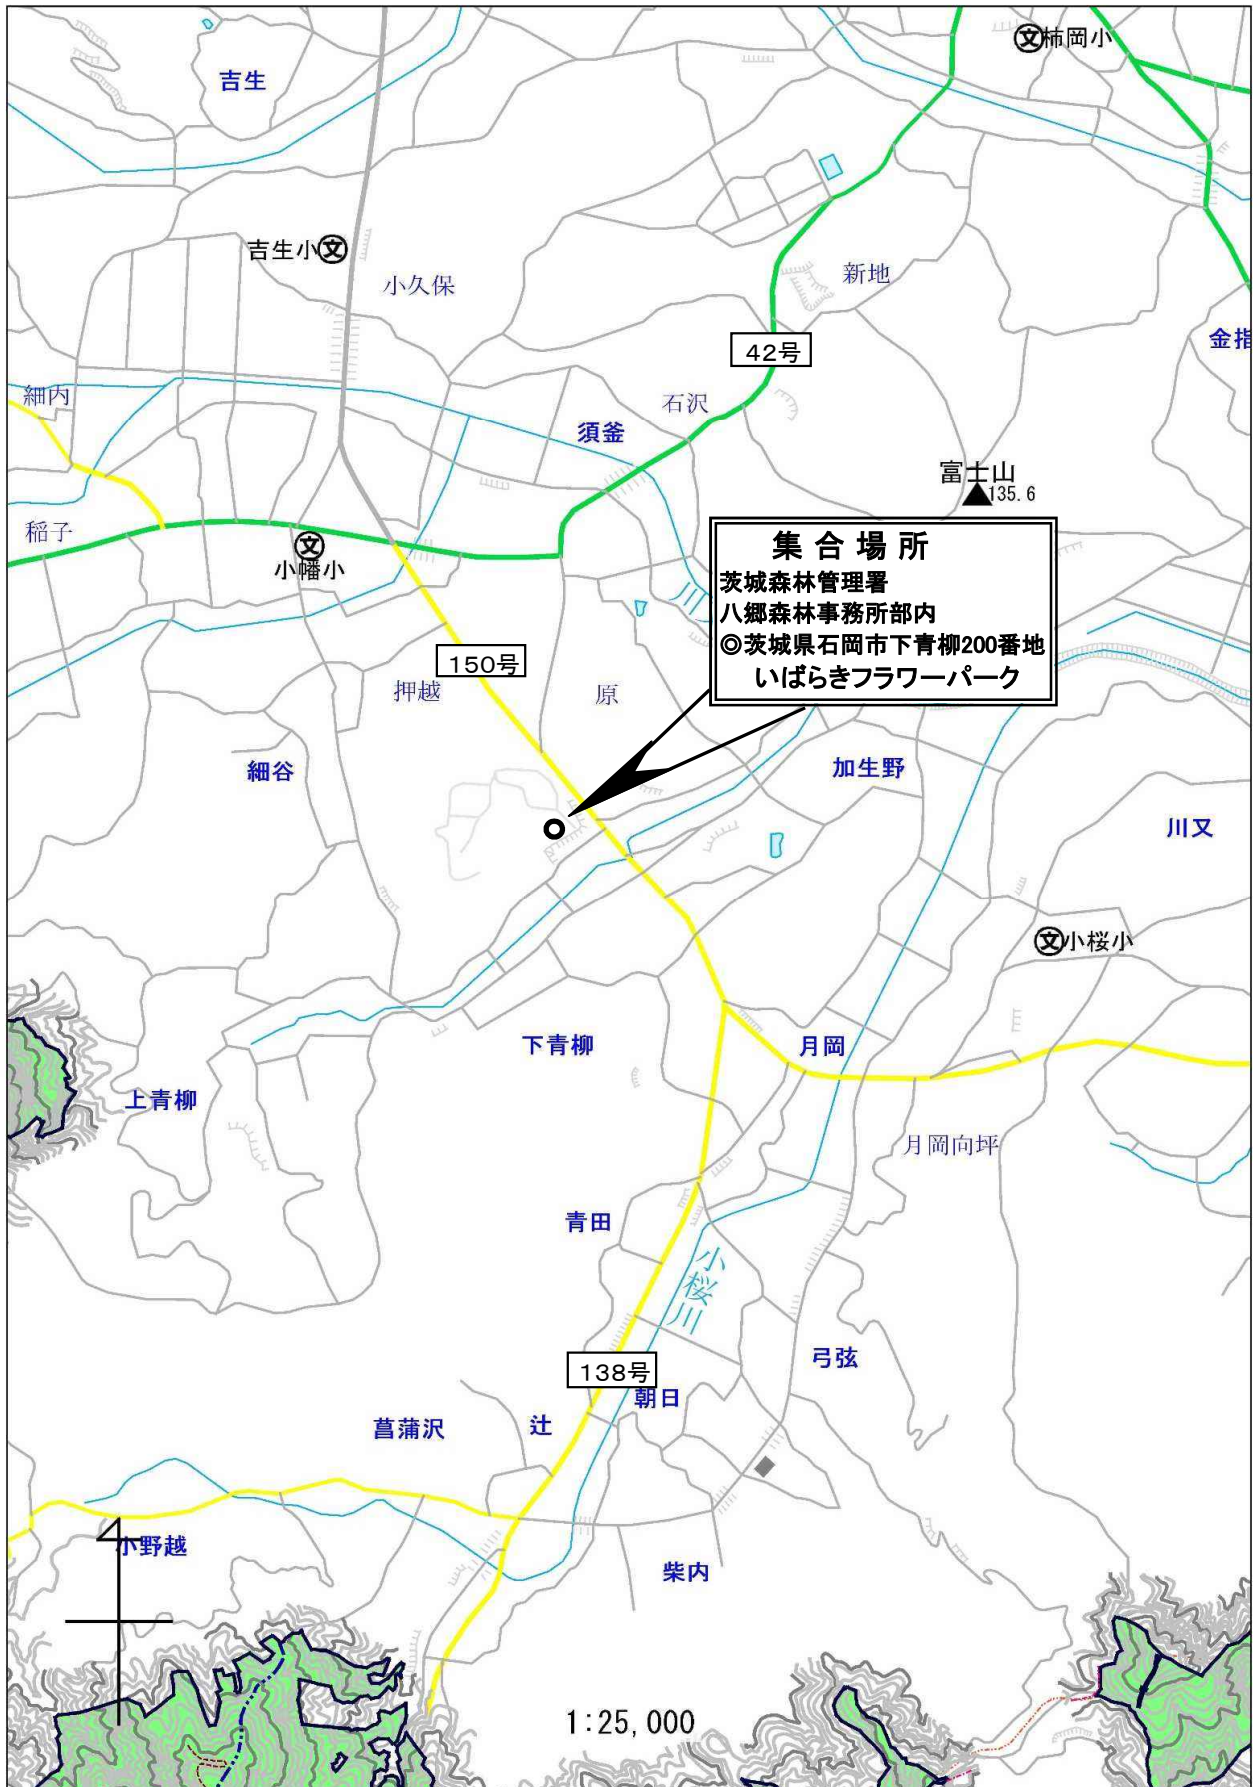 柿岡小
吉生
吉生小
小久保
新地
42号
金指
細内
石沢
須釜
富士山
135.6
稲子
小幡小
集合場所
茨城森林管理署
八郷森林事務所部内
◎茨城県石岡市下青柳200番地
いばらきフラワーパーク
川
150号
押越
原
細谷
加生野
川又
小桜小
下青柳
月岡
上青柳
月岡向坪
青田
小桜川
弓弦
138号
朝日
菖蒲沢
辻
小野越
柴内
1:25,000